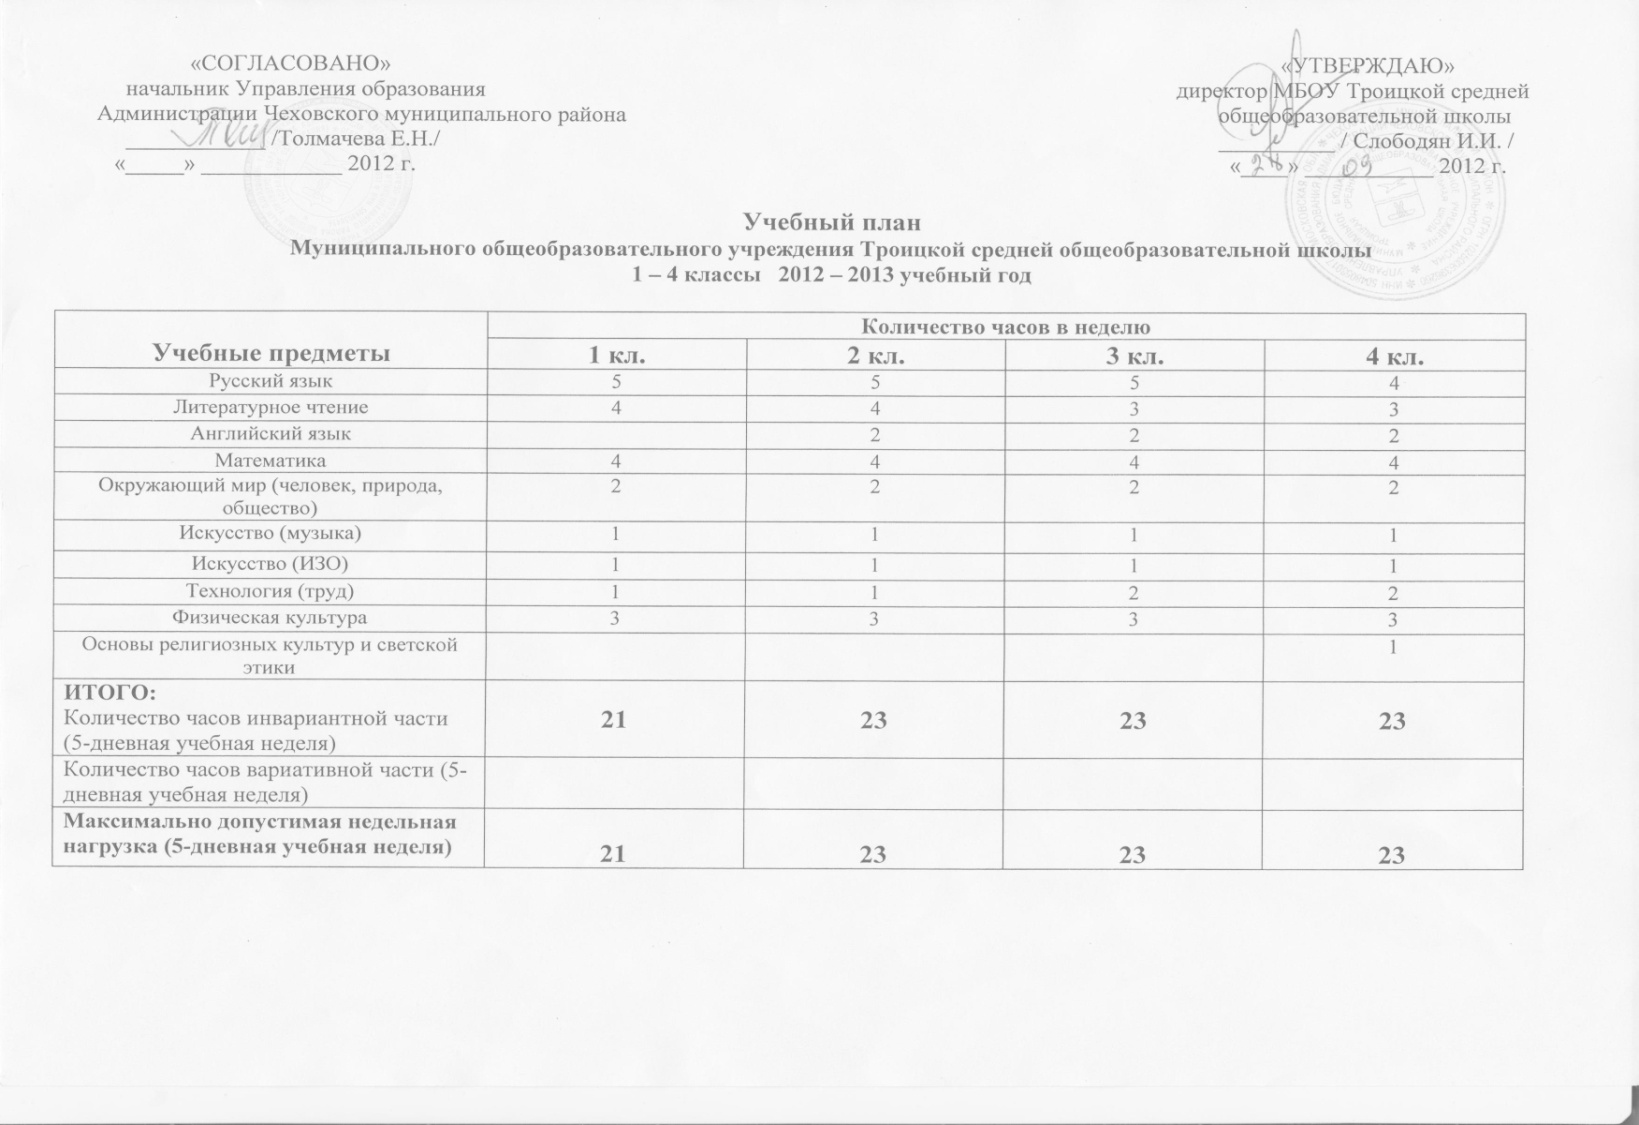 «СОГЛАСОВАНО»
начальник Управления образования
Администрации Чеховского муниципального района
____________ /Толмачева Е.Н./
«_____» ____________ 2012 г.
«УТВЕРЖДАЮ»
директор МБОУ Троицкой средней
общеобразовательной школы
__________ / Слободян И.И. /
«____» 09 2012 г.
Учебный план
Муниципального общеобразовательного учреждения Троицкой средней общеобразовательной школы
1 – 4 классы 2012 – 2013 учебный год
Учебные предметы
Количество часов в неделю
1 кл. 2 кл. 3 кл. 4 кл.
Русский язык 5 5 5 4
Литературное чтение 4 4 3 3
Английский язык 2 2 2
Математика 4 4 4 4
Окружающий мир (человек, природа, 2 2 2 2
общество)
Искусство (музыка) 1 1 1 1
Искусство (ИЗО) 1 1 1 1
Технология (труд) 1 1 2 2
Физическая культура 3 3 3 3
Основы религиозных культур и светской 1
этики
ИТОГО:
Количество часов инвариантной части 21 23 23 23
(5-дневная учебная неделя)
Количество часов вариативной части (5-
дневная учебная неделя)
Максимально допустимая недельная
нагрузка (5-дневная учебная неделя) 21 23 23 23